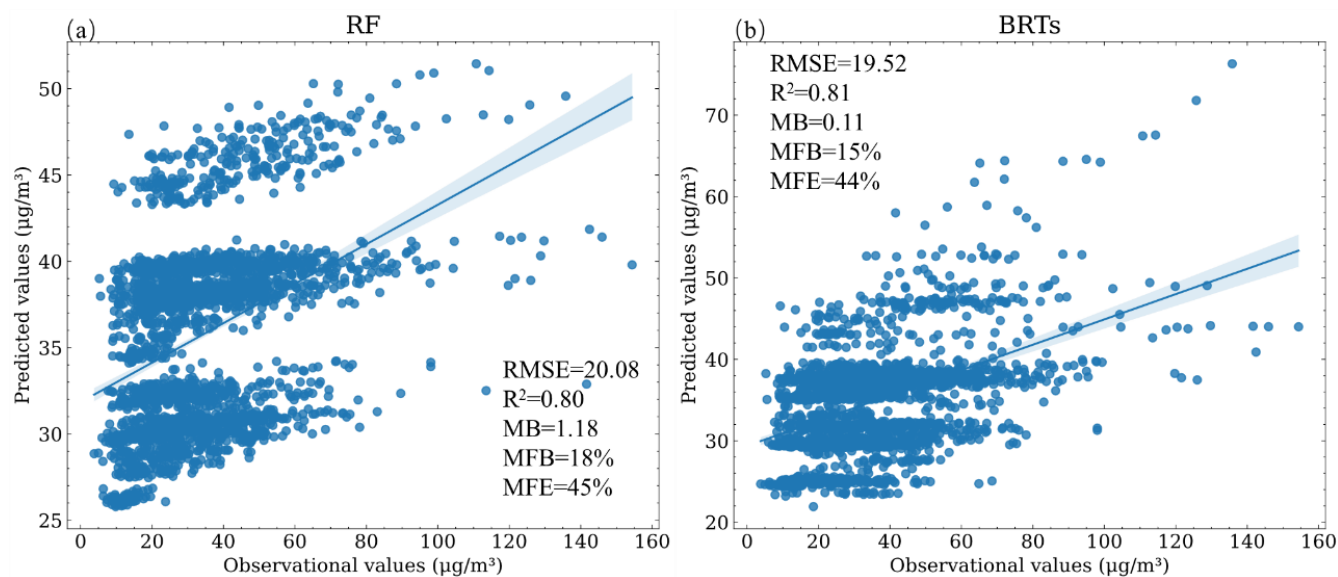 (a)
RF
50
45
40
35
30
25
Predicted values (μg/m³)
RMSE=20.08
R²=0.80
MB=1.18
MFB=18%
MFE=45%
20 40 60 80 100 120 140 160
Observational values (μg/m³)
(b)
BRTs
RMSE=19.52
R²=0.81
MB=0.11
MFB=15%
MFE=44%
70
60
50
40
30
20
Predicted values (μg/m³)
20 40 60 80 100 120 140 160
Observational values (μg/m³)